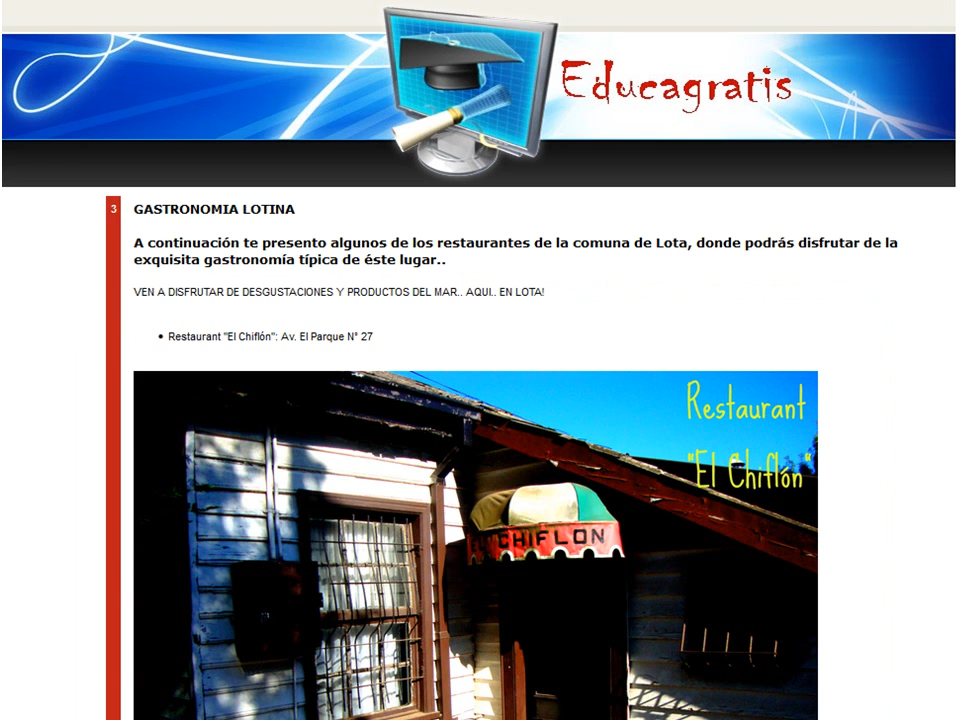 Educagratis
3
GASTRONOMIA LOTINA
A continuación te presento algunos de los restaurantes de la comuna de Lota, donde podrás disfrutar de la
exquisita gastronomía típica de éste lugar..
VEN A DISFRUTAR DE DESGUSTACIONES Y PRODUCTOS DEL MAR.. AQUI.. EN LOTA!
• Restaurant "El Chiflón": Av. El Parque N° 27
Restaurant
"El Chiflón"
EL CHIFLON